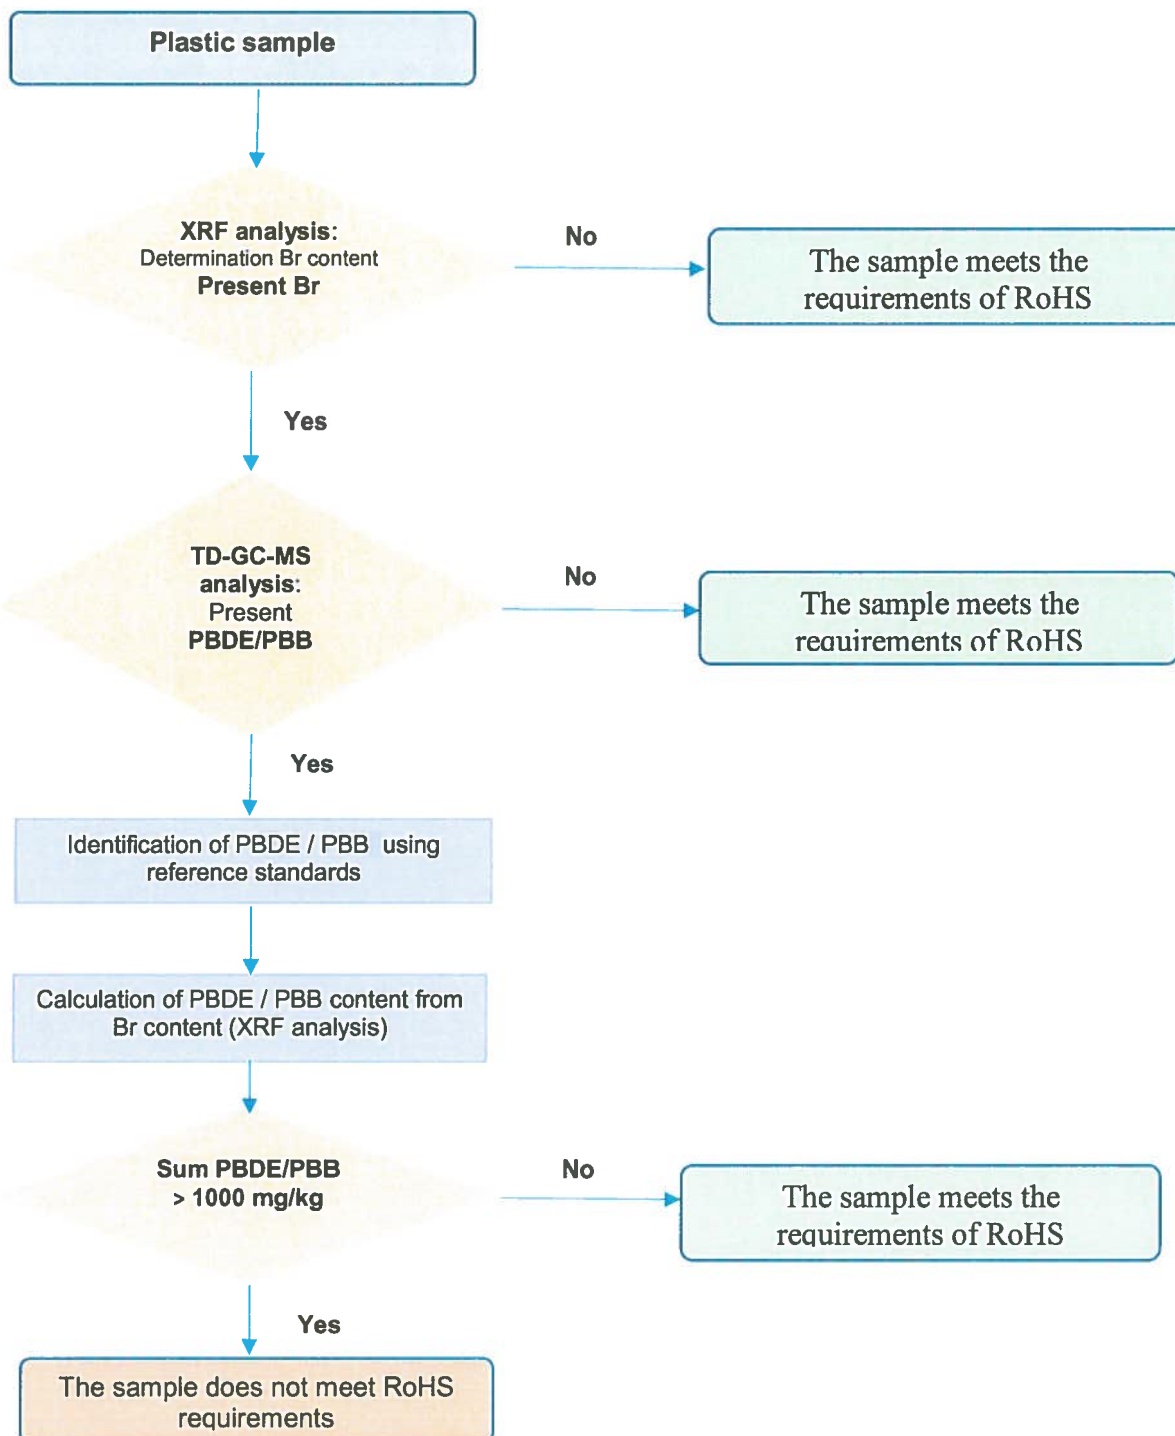 Plastic sample
XRF analysis:
Determination Br content
Present Br
No
The sample meets the
requirements of RoHS
Yes
TD-GC-MS
analysis:
Present
PBDE/PBB
No
The sample meets the
requirements of RoHS
Yes
Identification of PBDE / PBB using
reference standards
Calculation of PBDE / PBB content from
Br content (XRF analysis)
Sum PBDE/PBB
> 1000 mg/kg
No
The sample meets the
requirements of RoHS
Yes
The sample does not meet RoHS
requirements